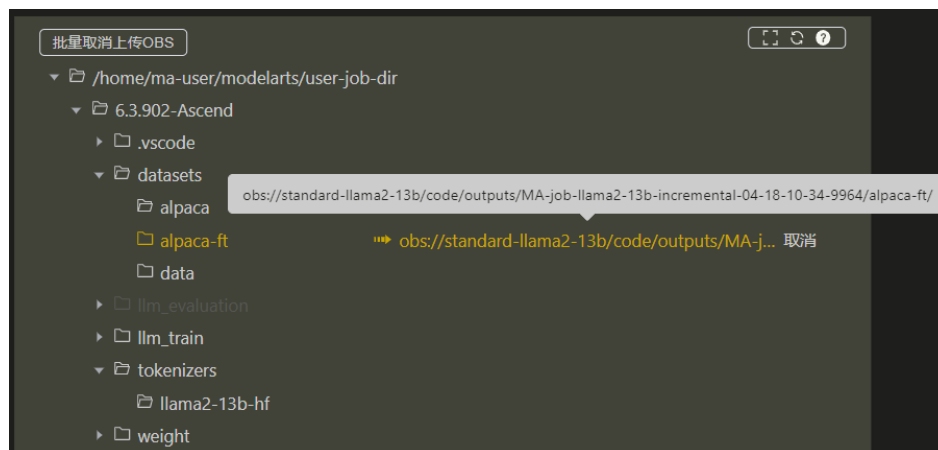 批量取消上传OBS
/home/ma-user/modelarts/user-job-dir
6.3.902-Ascend
.vscode
datasets
obs://standard-llama2-13b/code/outputs/MA-job-llama2-13b-incremental-04-18-10-34-9964/alpaca-ft/
alpaca
alpaca-ft obs://standard-llama2-13b/code/outputs/MA-j... 取消
data
llm_evaluation
llm_train
tokenizers
llama2-13b-hf
weight